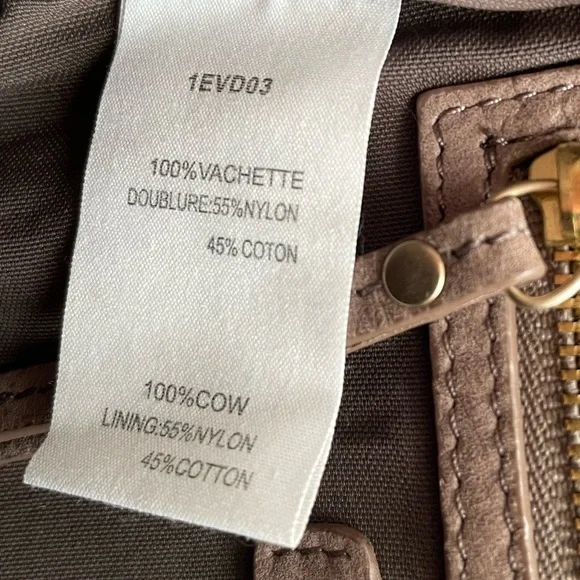 1EVD03
100%VACHETTE
DOUBLURE:55%NYLON
45% COTON
100%COW
LINING:55%NYLON
45%COTTON